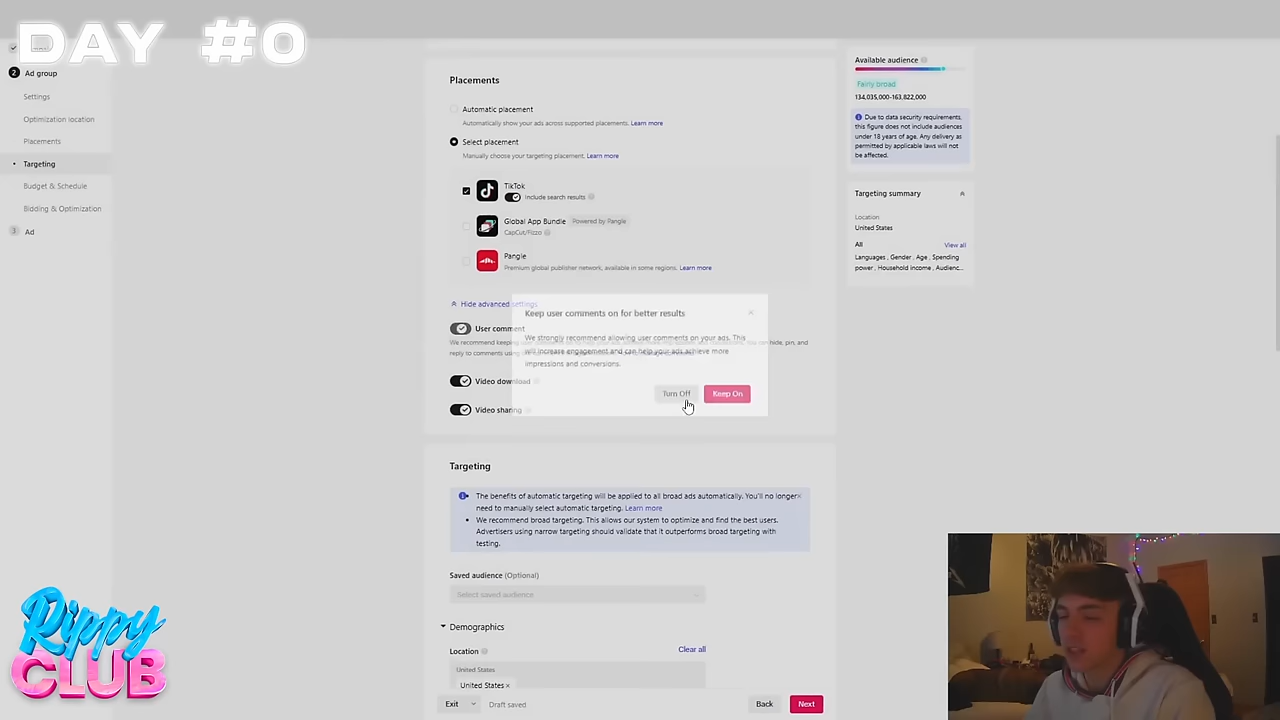 DAY #0
2 Ad group
Settings
Optimization location
Placements
Targeting
Budget & Schedule
Bidding & Optimization
3 Ad
Placements
Automatic placement
Automatically show your ads across supported placements. Learn more
Select placement
Manually choose your targeting placement. Learn more
TikTok
Include search results
Global App Bundle Powered by Pangle
CapCut/Fizzo
Pangle
Premium global publisher network, available in some regions. Learn more
Hide advanced settings
User comment
We recommend keeping
hide, pin, and
reply to comments using
Video download
Video sharing
Keep user comments on for better results
We strongly recommend allowing user comments on your ads. This
will increase engagement and can help your ads achieve more
impressions and conversions.
Turn Off
Keep On
Targeting
The benefits of automatic targeting will be applied to all broad ads automatically. You'll no longer
need to manually select automatic targeting. Learn more
• We recommend broad targeting. This allows our system to optimize and find the best users.
Advertisers using narrow targeting should validate that it outperforms broad targeting with
testing.
Saved audience (Optional)
Select saved audience
Demographics
Location
Clear all
United States
United States ×
Exit
Draft saved
Back
Next
Available audience
Fairly broad
134,035,000-163,822,000
Due to data security requirements,
this figure does not include audiences
under 18 years of age. Any delivery as
permitted by applicable laws will not
be affected.
Targeting summary
Location
United States
All
View all
Languages , Gender , Age , Spending
power , Household Income , Audienc...
Rippy
CLUB